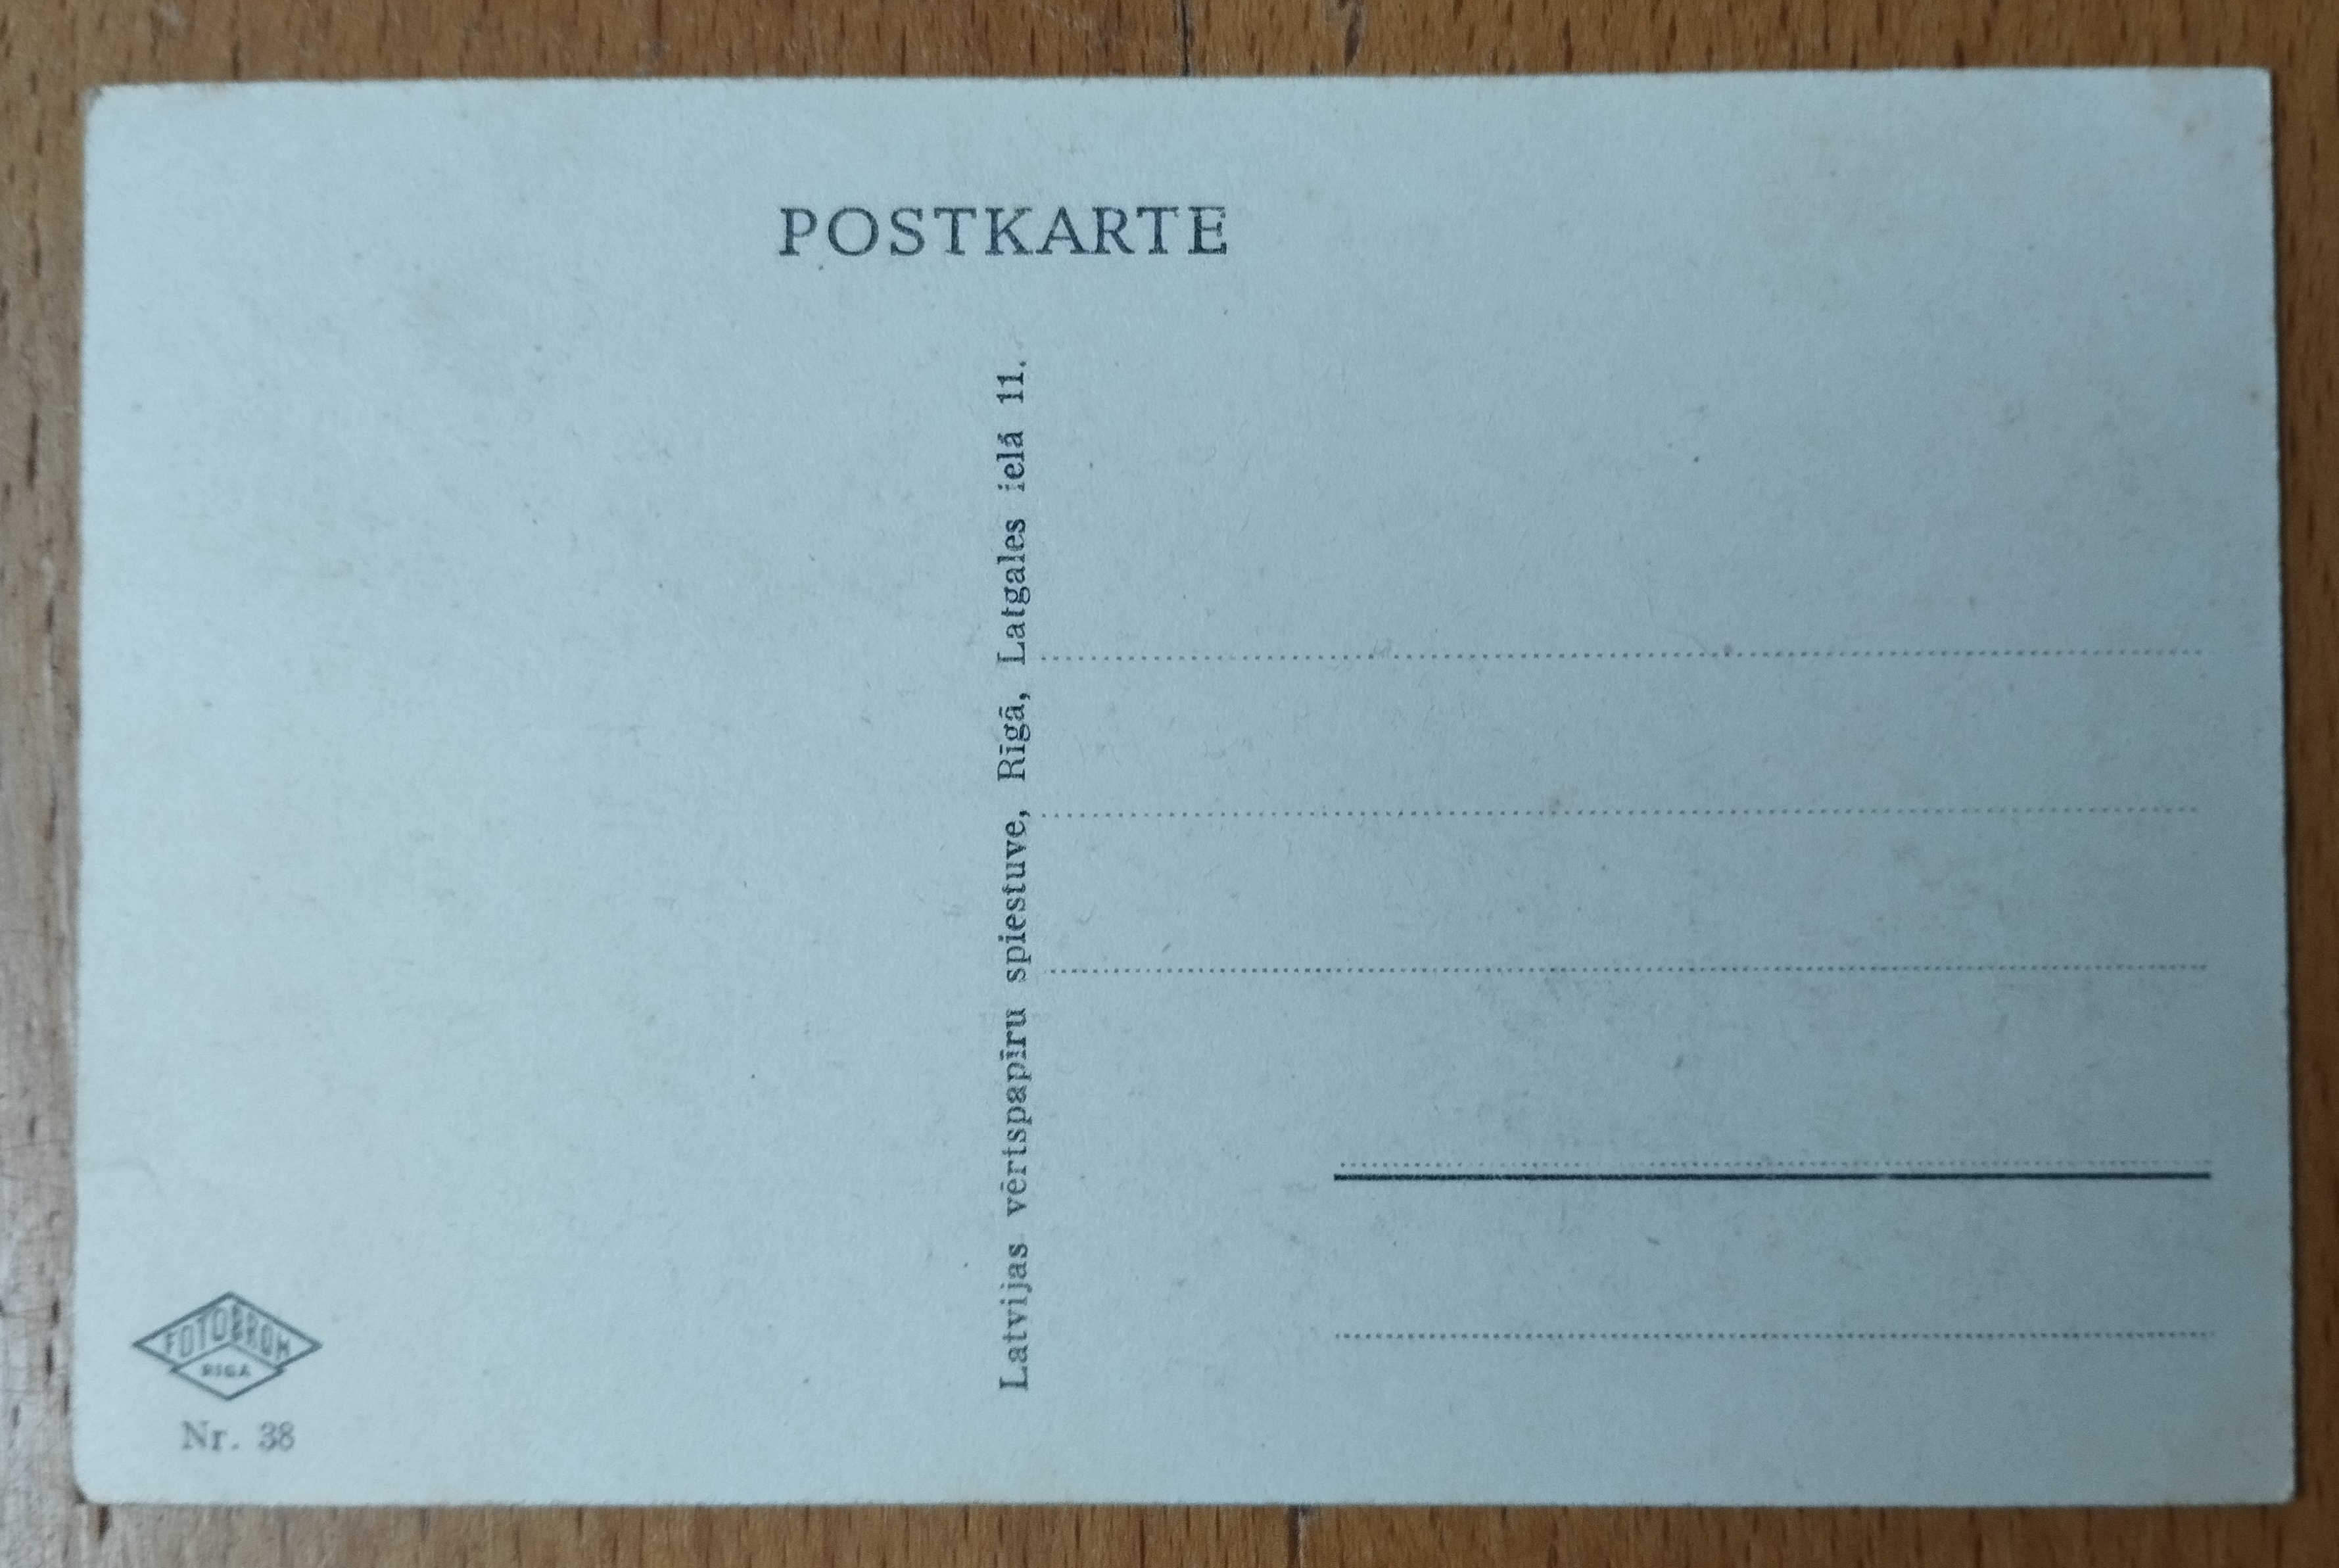 POSTKARTE
Latvijas vērtspapīru spiestuve, Rīgā, Latgales ielā 11.
FOTOBROM
RIGA
Nr. 38